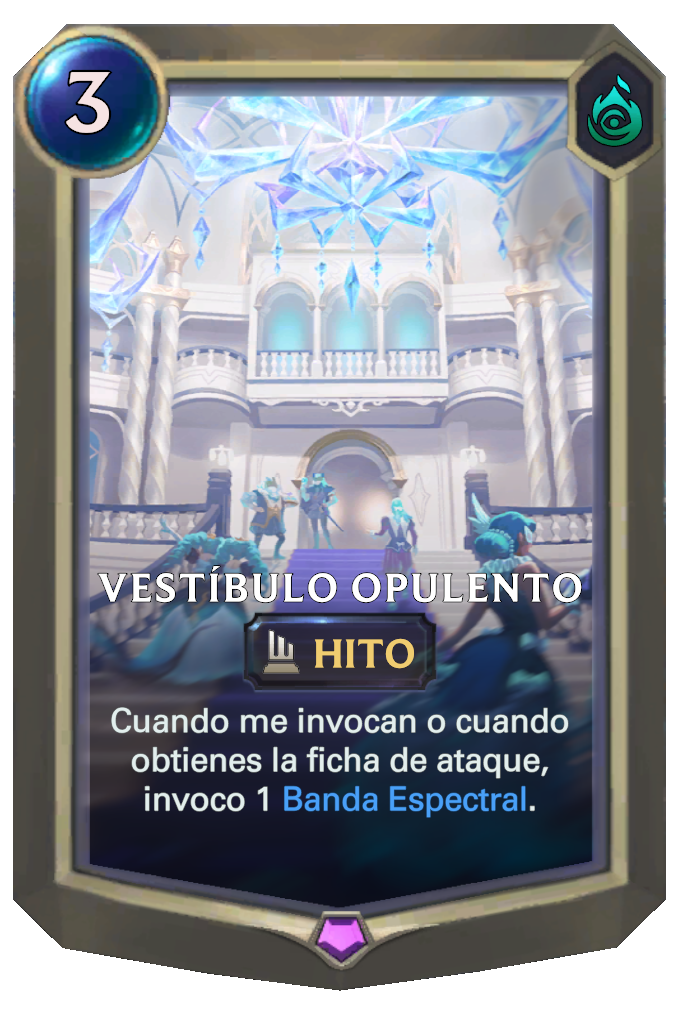 3
VESTÍBULO OPULENTO
HITO
Cuando me invocan o cuando
obtienes la ficha de ataque,
invoco 1 Banda Espectral.